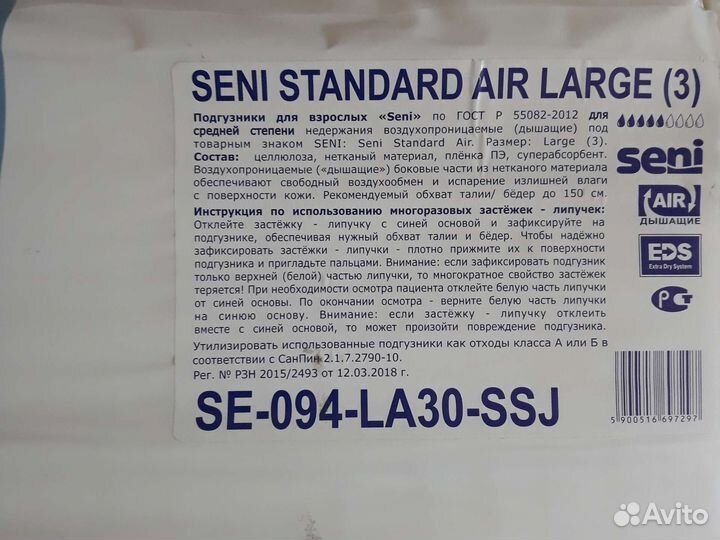 SENI STANDARD AIR LARGE (3)
Подгузники для взрослых «Seni» по ГОСТ Р 55082-2012 для
средней степени недержания воздухопроницаемые (дышащие) под
товарным знаком SENI: Seni Standard Air. Размер: Large (3).
Состав: целлюлоза, нетканый материал, плёнка ПЭ, суперабсорбент.
Воздухопроницаемые («дышащие») боковые части из нетканого материала
обеспечивают свободный воздухообмен и испарение излишней влаги
с поверхности кожи. Рекомендуемый обхват талии/ бёдер до 150 см.
Инструкция по использованию многоразовых застёжек - липучек:
Отклейте застёжку - липучку с синей основой и зафиксируйте на
подгузнике, обеспечивая нужный обхват талии и бёдер. Чтобы надёжно
зафиксировать застёжки - липучки - плотно прижмите их к поверхности
подгузника и пригладьте пальцами. Внимание: если зафиксировать подгузник
только верхней (белой) частью липучки, то многократное свойство застёжек
теряется! При необходимости осмотра пациента отклейте белую часть липучки
от синей основы. По окончании осмотра - верните белую часть липучки
на синюю основу. Внимание: если застёжку - липучку отклеить
вместе с синей основой, то может произойти повреждение подгузника.
Утилизировать использованные подгузники как отходы класса А или Б в
соответствии с СанПин 2.1.7.2790-10.
Рег. № РЗН 2015/2493 от 12.03.2018 г.
SE-094-LA30-SSJ
seni
AIR
ДЫШАЩИЕ
EDS
Extra Dry System
РСТ
5 900516 697297
Avito